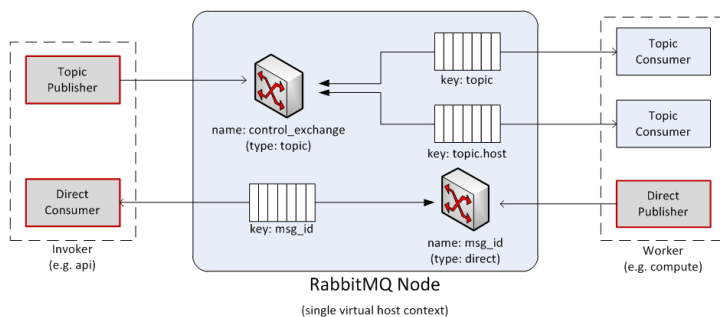 Topic
Publisher
name: control_exchange
(type: topic)
key: topic
Topic
Consumer
key: topic.host
Topic
Consumer
Direct
Consumer
key: msg_id
name: msg_id
(type: direct)
Direct
Publisher
Invoker
(e.g. api)
Worker
(e.g. compute)
RabbitMQ Node
(single virtual host context)